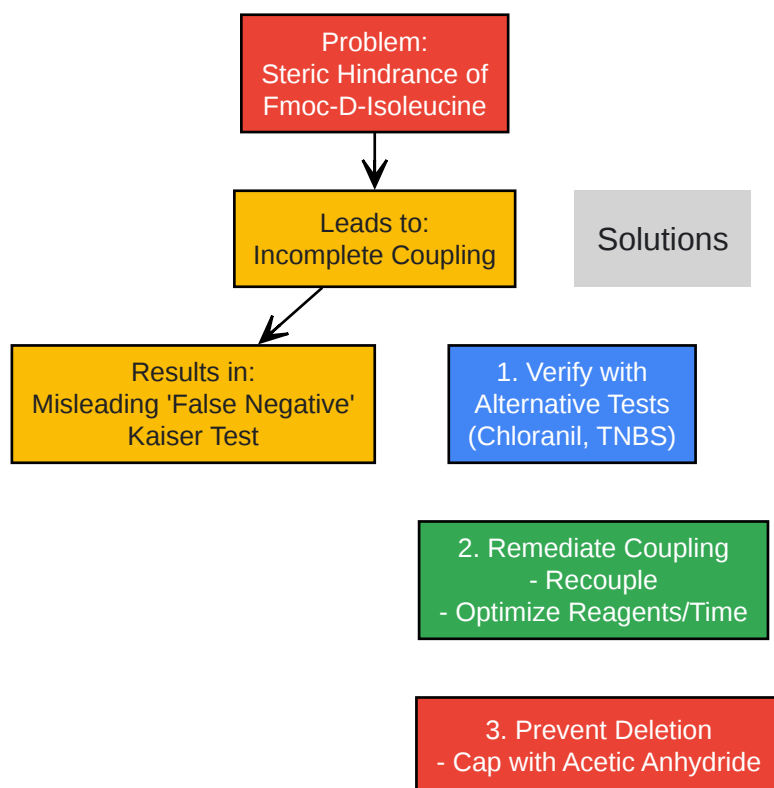 Problem:
Steric Hindrance of
Fmoc-D-Isoleucine
Leads to:
Incomplete Coupling
Solutions
Results in:
Misleading 'False Negative'
Kaiser Test
1. Verify with
Alternative Tests
(Chloranil, TNBS)
2. Remediate Coupling
- Recouple
- Optimize Reagents/Time
3. Prevent Deletion
- Cap with Acetic Anhydride